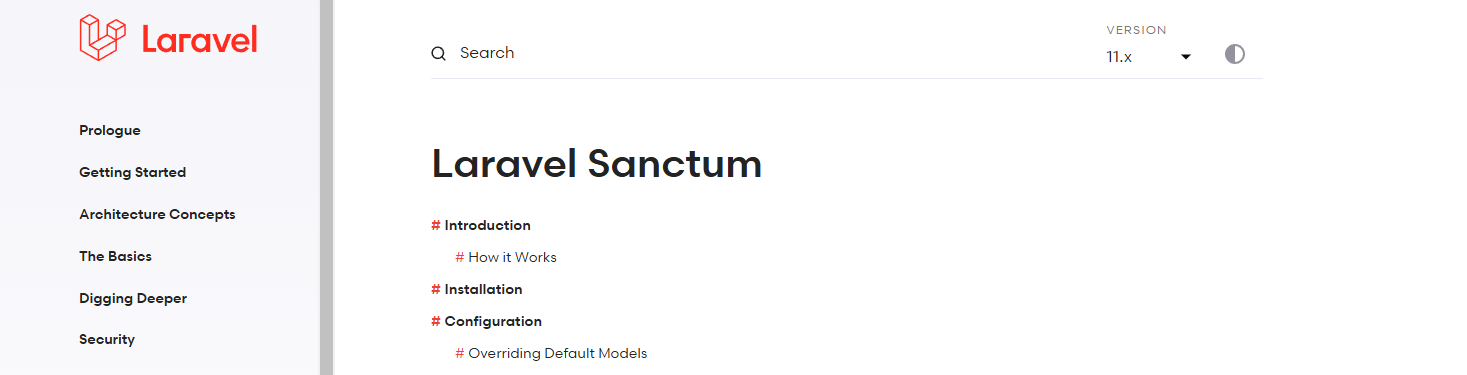 Laravel
Prologue
Getting Started
Architecture Concepts
The Basics
Digging Deeper
Security
Search
VERSION
11.x
Laravel Sanctum
# Introduction
# How it Works
# Installation
# Configuration
# Overriding Default Models